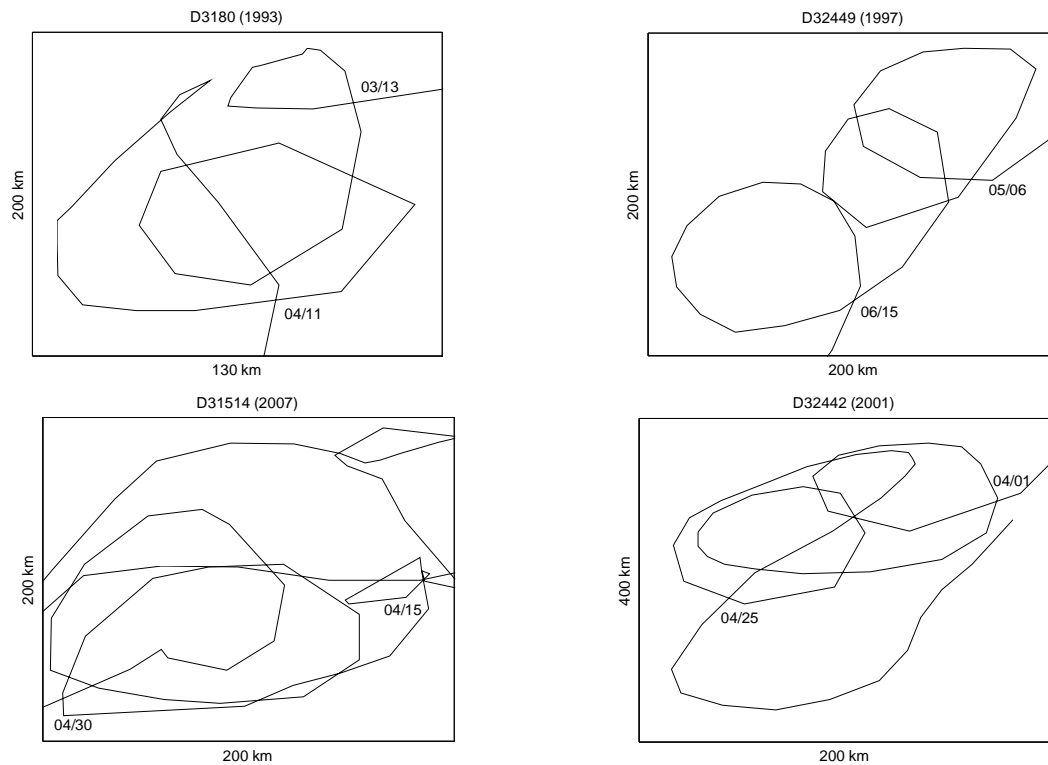 D3180 (1993)
03/13
200 km
04/11
130 km
D32449 (1997)
200 km
05/06
06/15
200 km
D31514 (2007)
200 km
04/15
04/30
200 km
D32442 (2001)
04/01
400 km
04/25
200 km